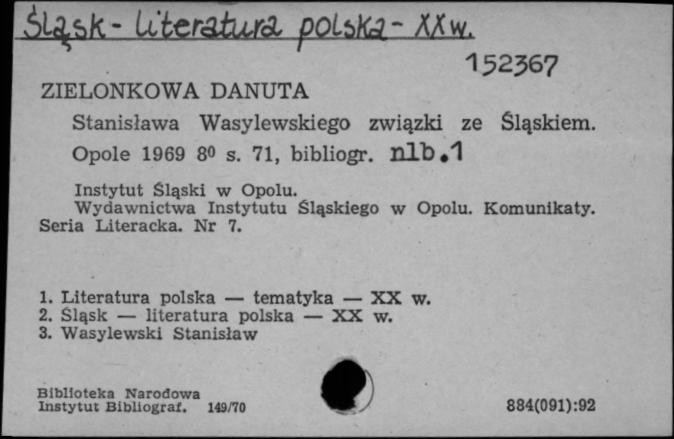 Śląsk - literatura polska - XX w.
152367
ZIELONKOWA DANUTA
Stanisława Wasylewskiego związki ze Śląskiem.
Opole 1969 8⁰ s. 71, bibliogr. nlb.1
Instytut Śląski w Opolu.
Wydawnictwa Instytutu Śląskiego w Opolu. Komunikaty.
Seria Literacka. Nr 7.
1. Literatura polska — tematyka — XX w.
2. Śląsk — literatura polska — XX w.
3. Wasylewski Stanisław
Biblioteka Narodowa
Instytut Bibliograf. 149/70 884(091):92